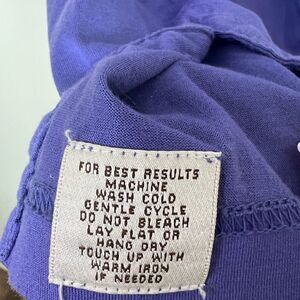 FOR BEST RESULTS
MACHINE
WASH COLD
GENTLE CYCLE
DO NOT BLEACH
LAY FLAT OR
HANG DRY
TOUCH UP WITH
WARM IRON
IF NEEDED